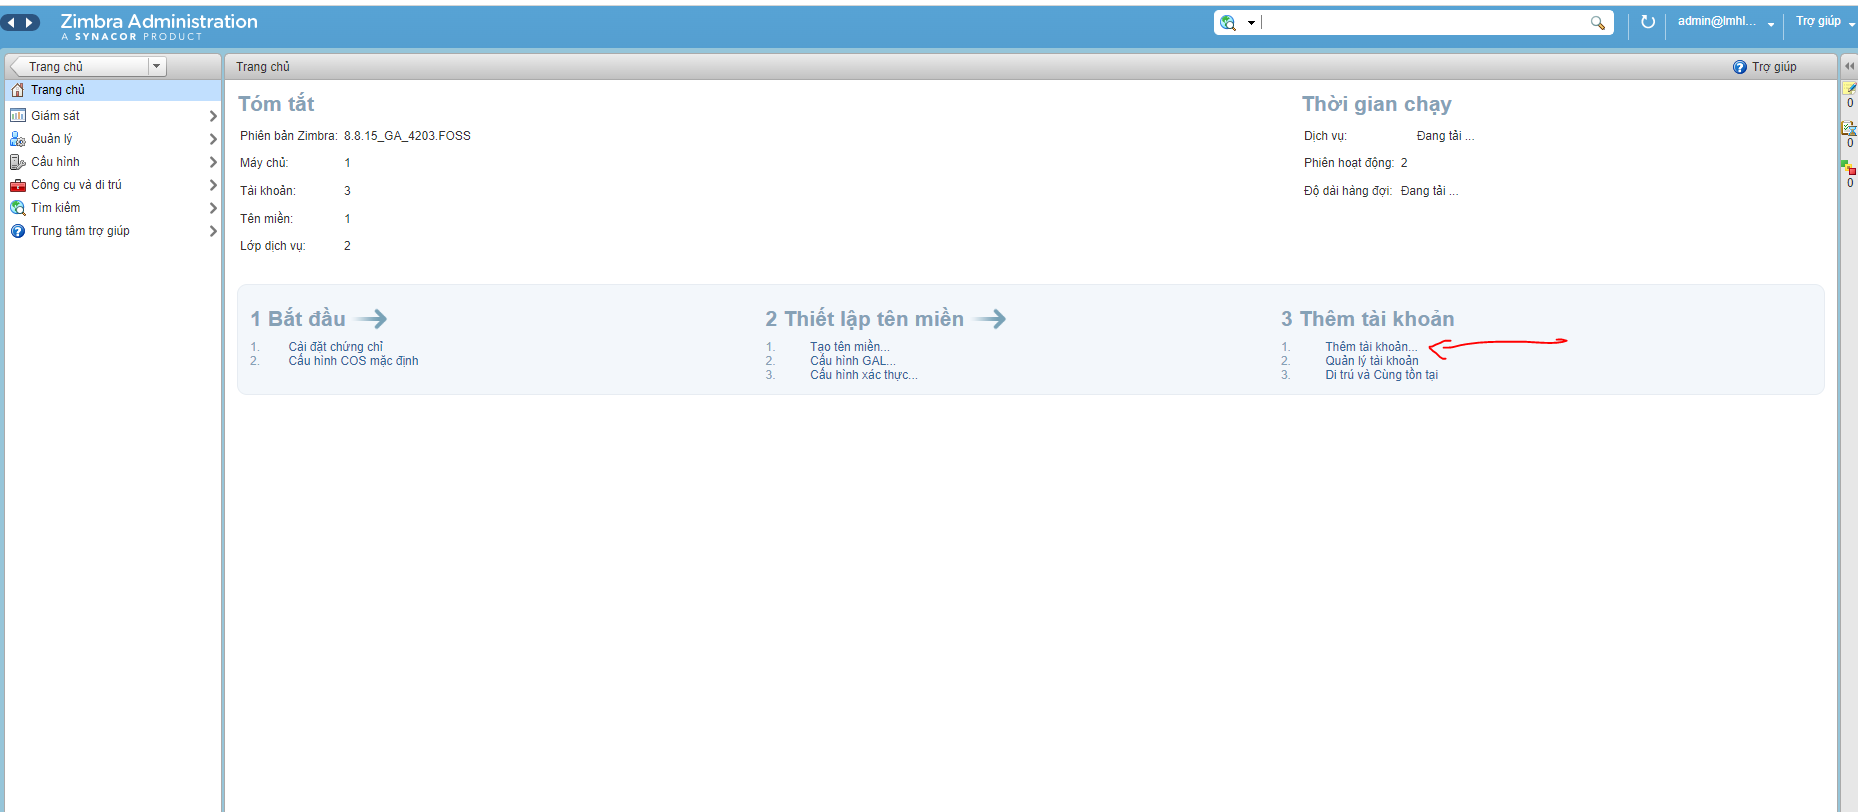 Zimbra Administration
A SYNACOR PRODUCT
admin@lmhl...
Trợ giúp
Trang chủ
Trang chủ
Giám sát
Quản lý
Cấu hình
Công cụ và di trú
Tìm kiếm
Trung tâm trợ giúp
Trang chủ
Trợ giúp
Tóm tắt
Phiên bản Zimbra: 8.8.15_GA_4203.FOSS
Máy chủ: 1
Tài khoản: 3
Tên miền: 1
Lớp dịch vụ: 2
Thời gian chạy
Dịch vụ: Đang tải ...
Phiên hoạt động: 2
Độ dài hàng đợi: Đang tải ...
0
0
0
1 Bắt đầu
1. Cài đặt chứng chỉ
2. Cấu hình COS mặc định
2 Thiết lập tên miền
1. Tạo tên miền...
2. Cấu hình GAL...
3. Cấu hình xác thực...
3 Thêm tài khoản
1. Thêm tài khoản...
2. Quản lý tài khoản
3. Di trú và Cùng tồn tại